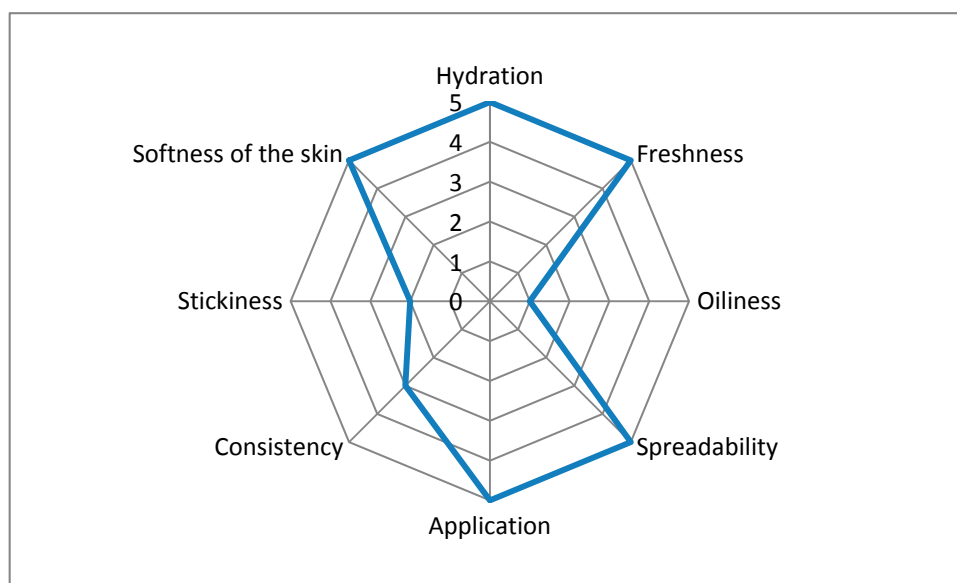 Hydration
5
Softness of the skin
Freshness
4
3
2
1
Stickiness
0
Oiliness
Consistency
Spreadability
Application